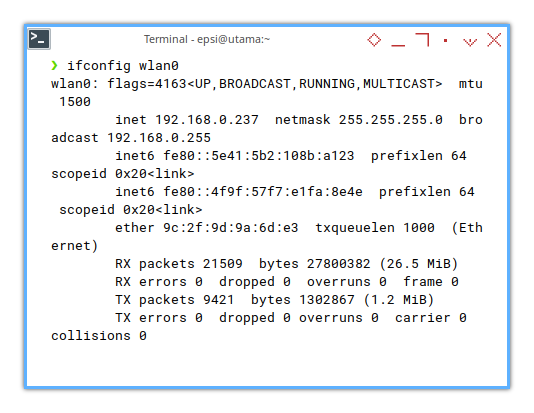 >_
Terminal - epsi@utama:~
❯ ifconfig wlan0
wlan0: flags=4163<UP,BROADCAST,RUNNING,MULTICAST>  mtu
 1500
        inet 192.168.0.237  netmask 255.255.255.0  bro
adcast 192.168.0.255
        inet6 fe80::5e41:5b2:108b:a123  prefixlen 64
scopeid 0x20<link>
        inet6 fe80::4f9f:57f7:e1fa:8e4e  prefixlen 64
 scopeid 0x20<link>
        ether 9c:2f:9d:9a:6d:e3  txqueuelen 1000  (Eth
ernet)
        RX packets 21509  bytes 27800382 (26.5 MiB)
        RX errors 0  dropped 0  overruns 0  frame 0
        TX packets 9421  bytes 1302867 (1.2 MiB)
        TX errors 0  dropped 0 overruns 0  carrier 0
collisions 0